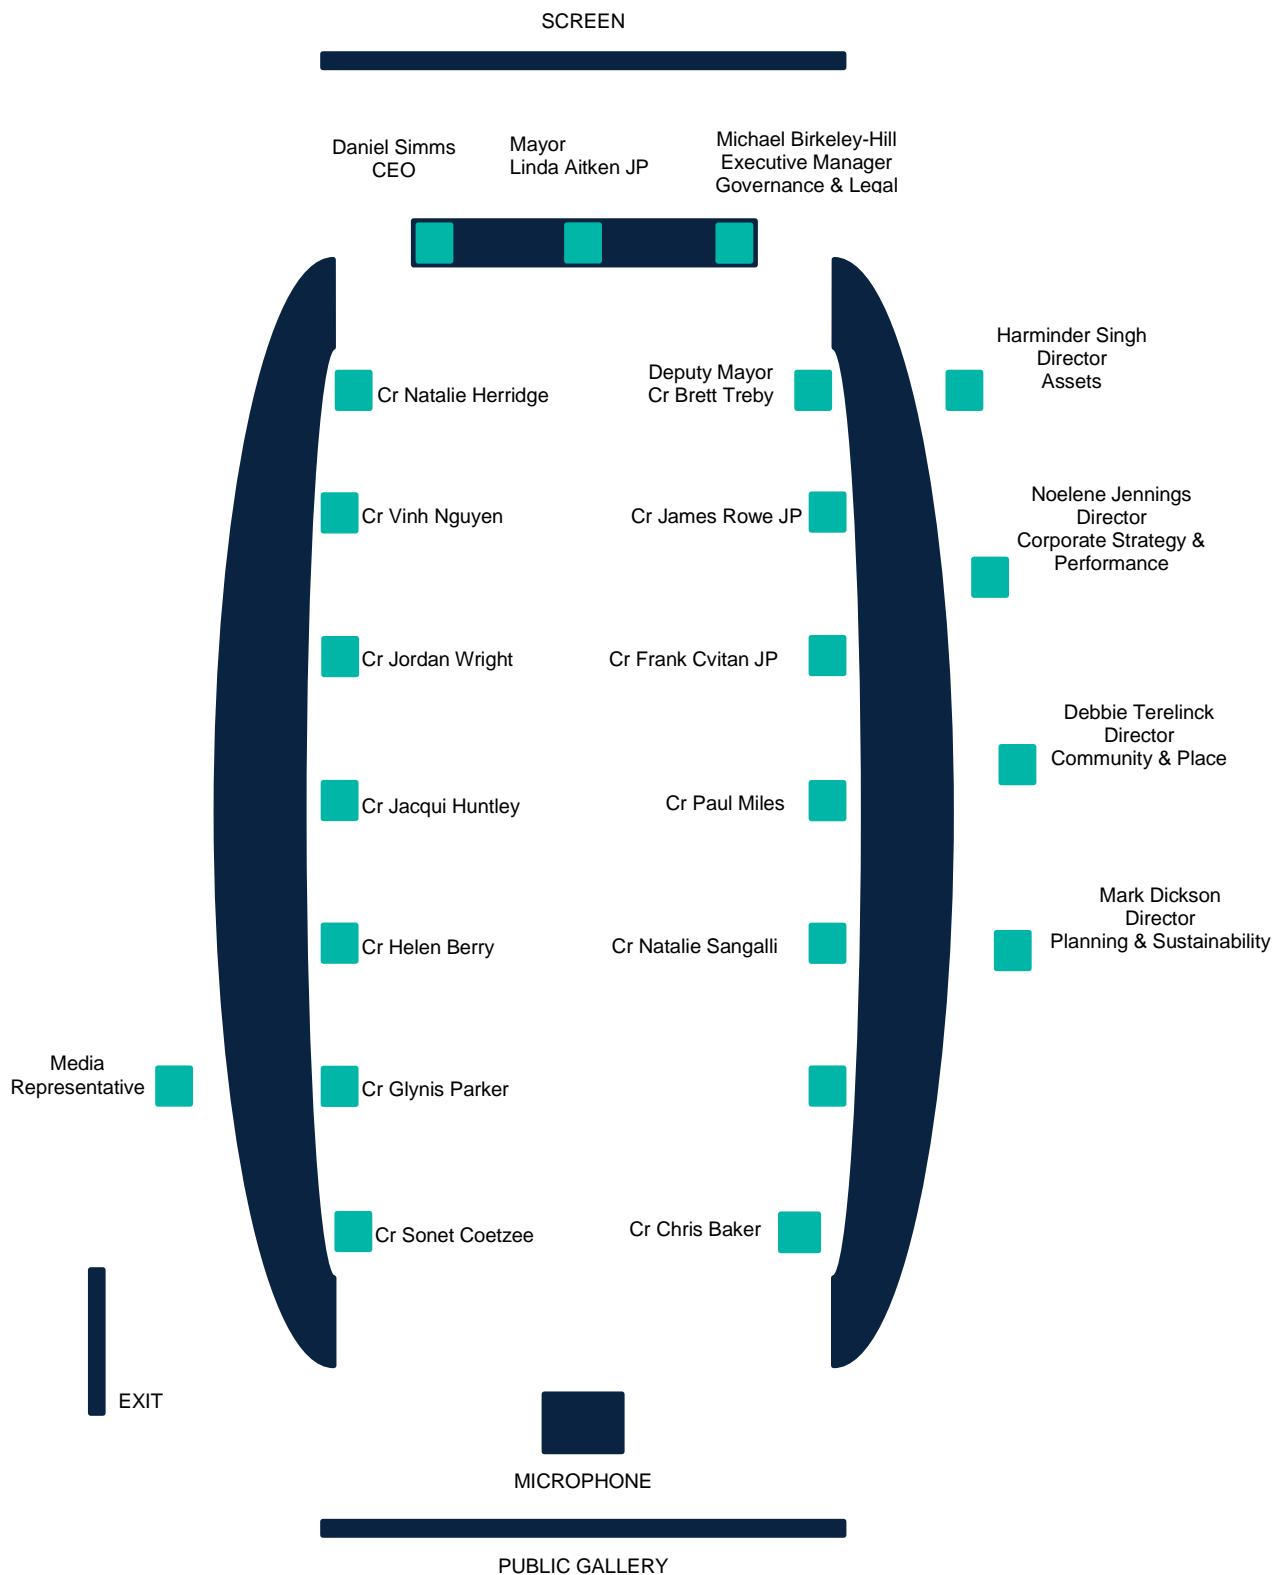 SCREEN
Daniel Simms
CEO
Mayor
Linda Aitken JP
Michael Birkeley-Hill
Executive Manager
Governance & Legal
Harminder Singh
Director
Assets
Cr Natalie Herridge
Deputy Mayor
Cr Brett Treby
Noelene Jennings
Director
Corporate Strategy &
Performance
Cr Vinh Nguyen
Cr James Rowe JP
Cr Jordan Wright
Cr Frank Cvitan JP
Debbie Terelinck
Director
Community & Place
Cr Jacqui Huntley
Cr Paul Miles
Mark Dickson
Director
Planning & Sustainability
Cr Helen Berry
Cr Natalie Sangalli
Media
Representative
Cr Glynis Parker
Cr Sonet Coetzee
Cr Chris Baker
EXIT
MICROPHONE
PUBLIC GALLERY